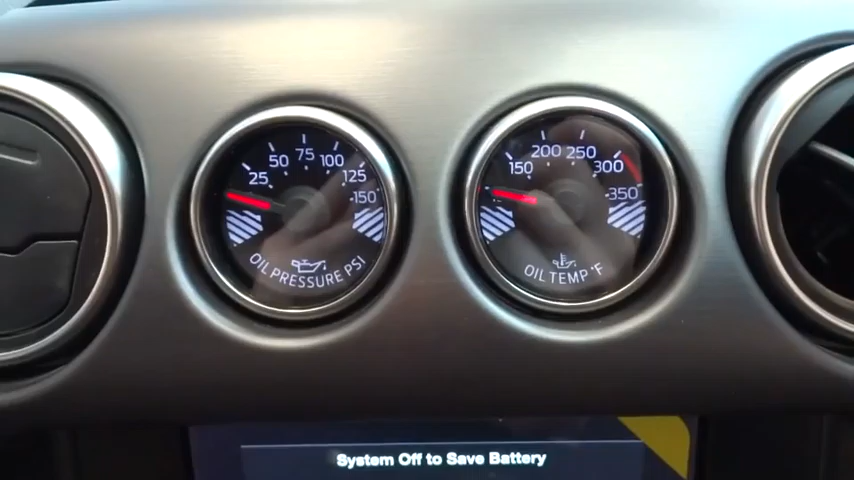 25 50 75 100 125 150
OIL PRESSURE PSI
150 200 250 300 350
OIL TEMP °F
System Off to Save Battery